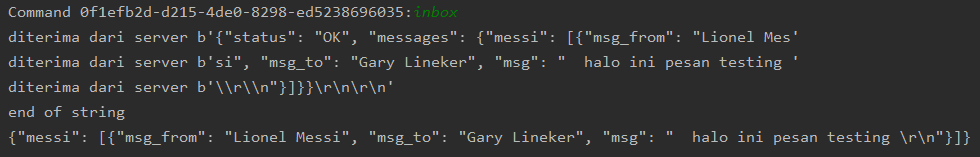 Command 0f1efb2d-d215-4de0-8298-ed5238696035:inbox
diterima dari server b'{"status": "OK", "messages": {"messi": [{"msg_from": "Lionel Mes'
diterima dari server b'si", "msg_to": "Gary Lineker", "msg": "  halo ini pesan testing '
diterima dari server b'\\r\\n"}]}}\r\n\r\n'
end of string
{"messi": [{"msg_from": "Lionel Messi", "msg_to": "Gary Lineker", "msg": "  halo ini pesan testing \r\n"}]}